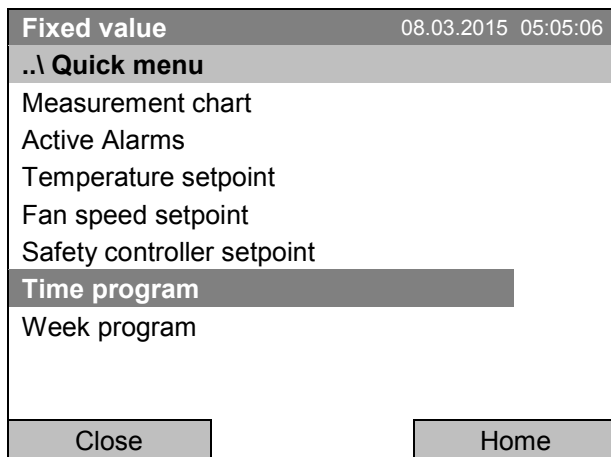 Fixed value 08.03.2015 05:05:06
..\ Quick menu
Measurement chart
Active Alarms
Temperature setpoint
Fan speed setpoint
Safety controller setpoint
Time program
Week program
Close Home